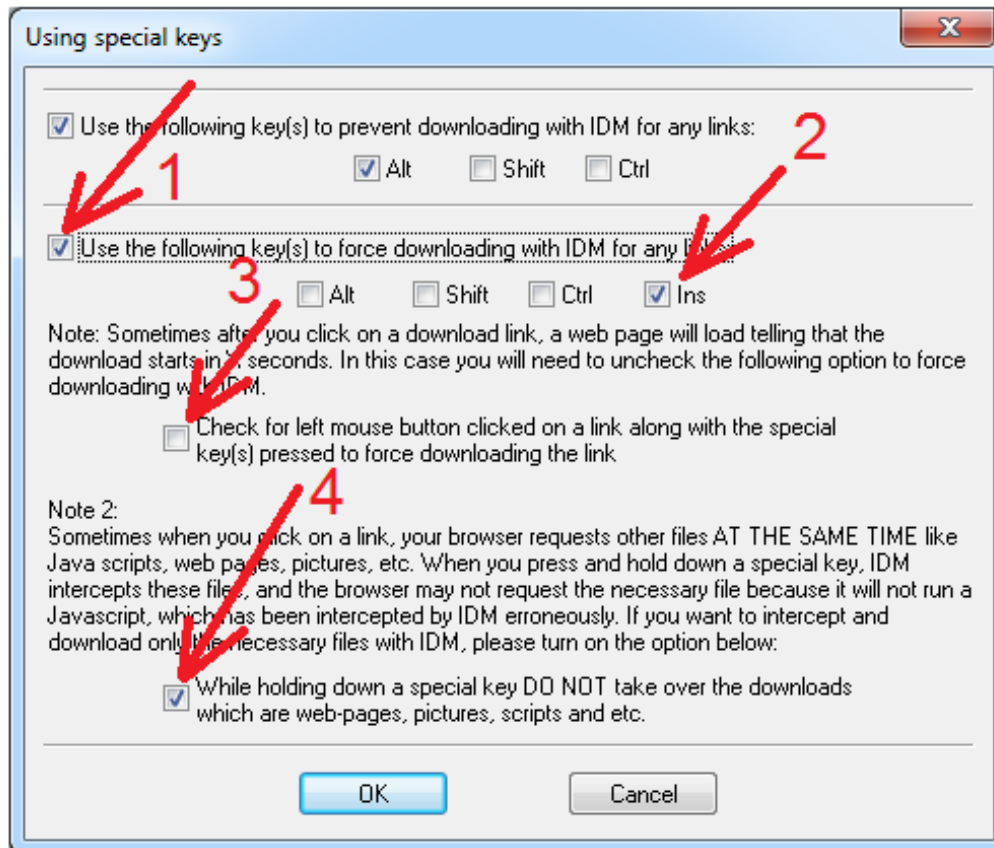 Using special keys
Use the following key(s) to prevent downloading with IDM for any links:
Alt Shift Ctrl
1
2
Use the following key(s) to force downloading with IDM for any links:
3
Alt Shift Ctrl Ins
Note: Sometimes after you click on a download link, a web page will load telling that the
download starts in X seconds. In this case you will need to uncheck the following option to force
downloading with IDM.
Check for left mouse button clicked on a link along with the special
key(s) pressed to force downloading the link
4
Note 2:
Sometimes when you click on a link, your browser requests other files AT THE SAME TIME like
Java scripts, web pages, pictures, etc. When you press and hold down a special key, IDM
intercepts these files, and the browser may not request the necessary file because it will not run a
Javascript, which has been intercepted by IDM erroneously. If you want to intercept and
download only the necessary files with IDM, please turn on the option below:
While holding down a special key DO NOT take over the downloads
which are web-pages, pictures, scripts and etc.
OK Cancel